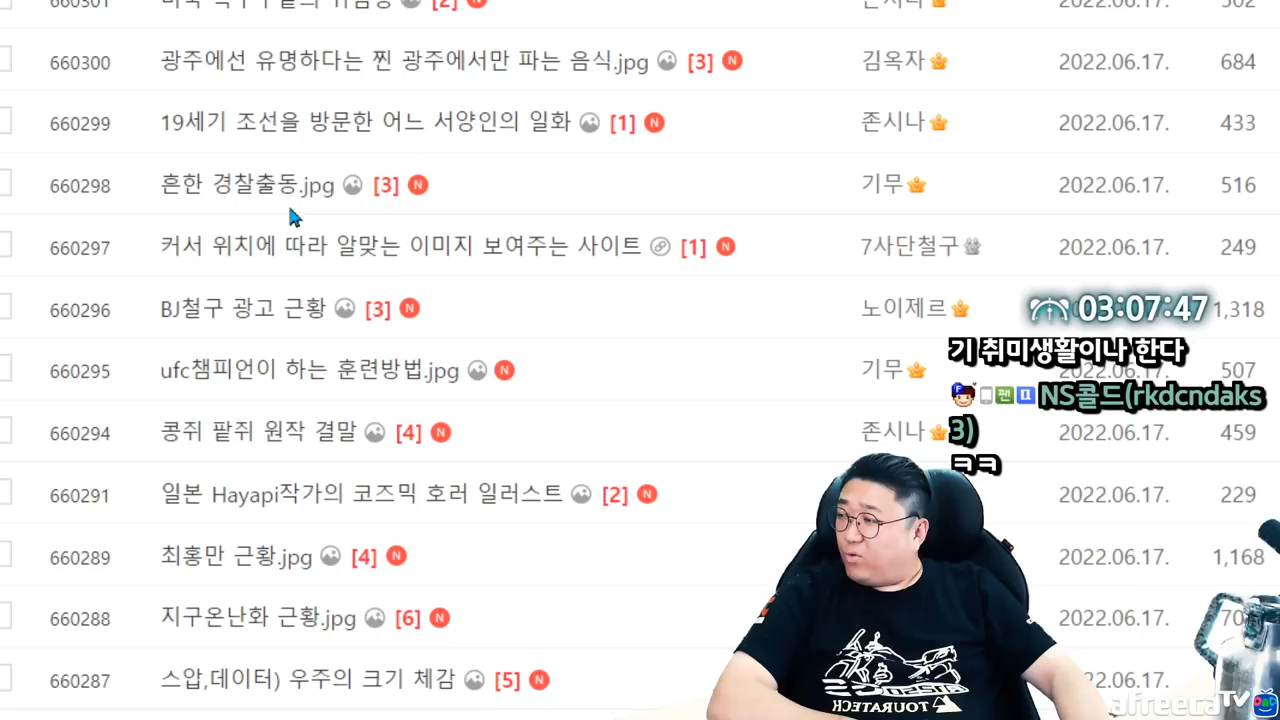 660301 [2] N 502
660300 광주에선 유명하다는 찐 광주에서만 파는 음식.jpg [3] N 김옥자 2022.06.17. 684
660299 19세기 조선을 방문한 어느 서양인의 일화 [1] N 존시나 2022.06.17. 433
660298 흔한 경찰출동.jpg [3] N 기무 2022.06.17. 516
660297 커서 위치에 따라 알맞는 이미지 보여주는 사이트 [1] N 7사단철구 2022.06.17. 249
660296 BJ철구 광고 근황 [3] N 노이제르 03:07:47 1,318
기 취미생활이나 한다
660295 ufc챔피언이 하는 훈련방법.jpg N 기무 507
NS콜드(rkdcndaks
660294 콩쥐 팥쥐 원작 결말 [4] N 존시나 3) 2022.06.17. 459
ㅋㅋ
660291 일본 Hayapi작가의 코즈믹 호러 일러스트 [2] N 2022.06.17. 229
660289 최홍만 근황.jpg [4] N 2022.06.17. 1,168
660288 지구온난화 근황.jpg [6] N 2022.06.17.
660287 스압,데이터) 우주의 크기 체감 [5] N 22.06.17.
TOURATECH
afreecaTV